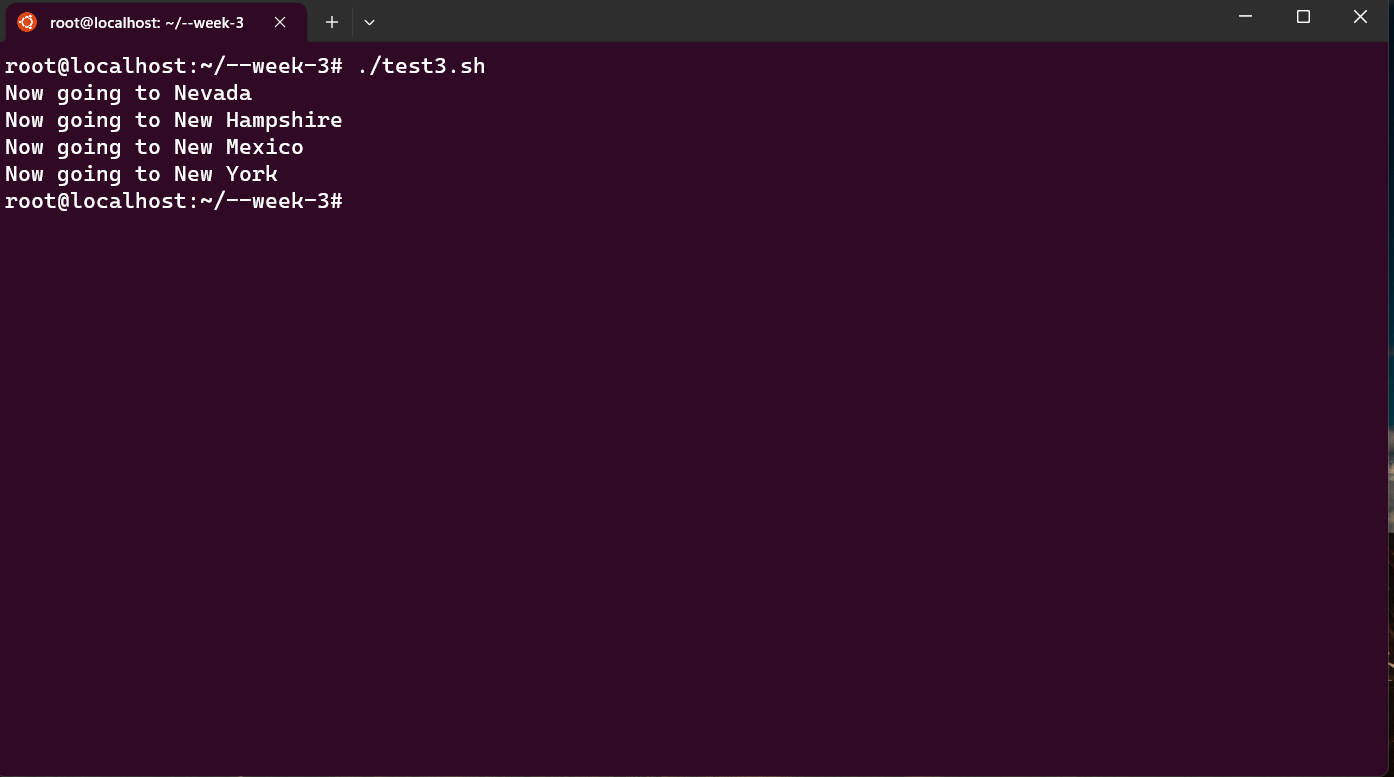 root@localhost: ~/--week-3
root@localhost:~/--week-3# ./test3.sh
Now going to Nevada
Now going to New Hampshire
Now going to New Mexico
Now going to New York
root@localhost:~/--week-3#